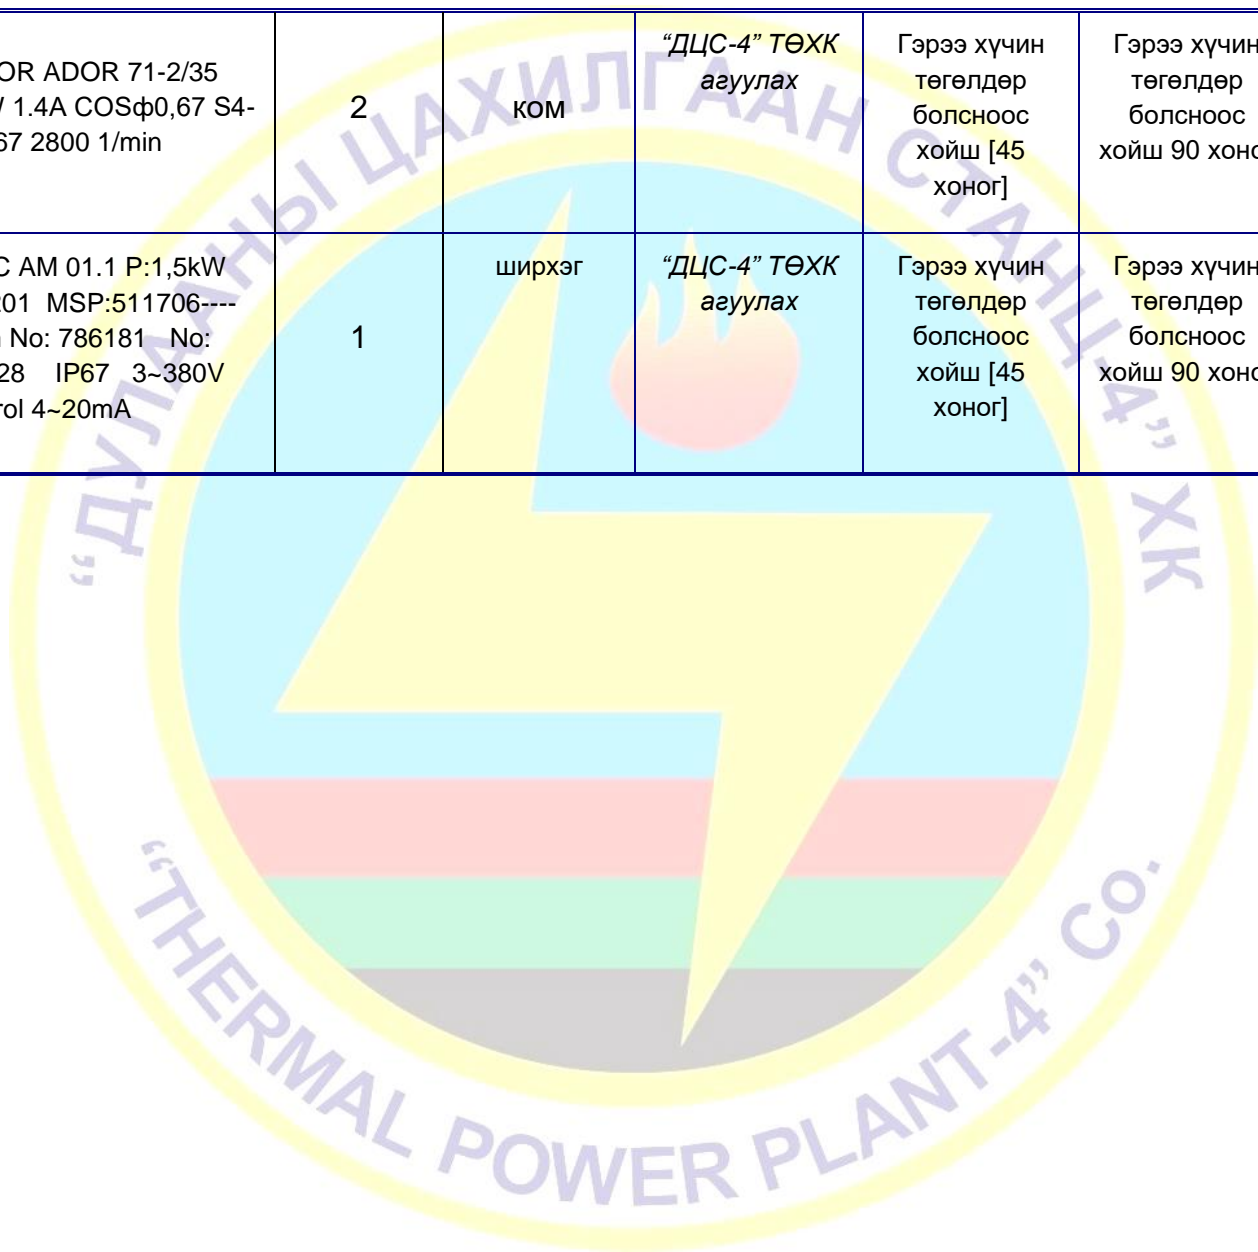 OR ADOR 71-2/35
1.4A COSф0,67 S4-
67 2800 1/min
2
ком
“ДЦС-4” ТӨХК
агуулах
Гэрээ хүчин
төгөлдөр
болсноос
хойш [45
хоног]
Гэрээ хүчин
төгөлдөр
болсноос
хойш 90
C AM 01.1 P:1,5kW
201 MSP:511706----
No: 786181 No:
28 IP67 3~380V
rol 4~20mA
1
ширхэг
“ДЦС-4” ТӨХК
агуулах
Гэрээ хүчин
төгөлдөр
болсноос
хойш [45
хоног]
Гэрээ хүчин
төгөлдөр
болсноос
хойш 90
“ДУЛААНЫ ЦАХИЛГААН СТАНЦ-4” ХК
“THERMAL POWER PLANT-4” Co.